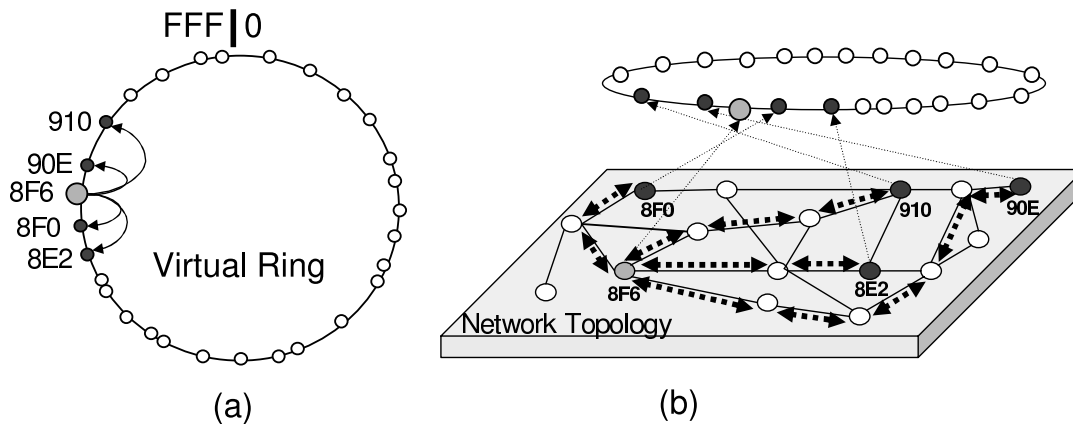 FFF|0
910
90E
8F6
8F0
8E2
Virtual Ring
(a)
8F0
910
90E
8F6
8E2
Network Topology
(b)